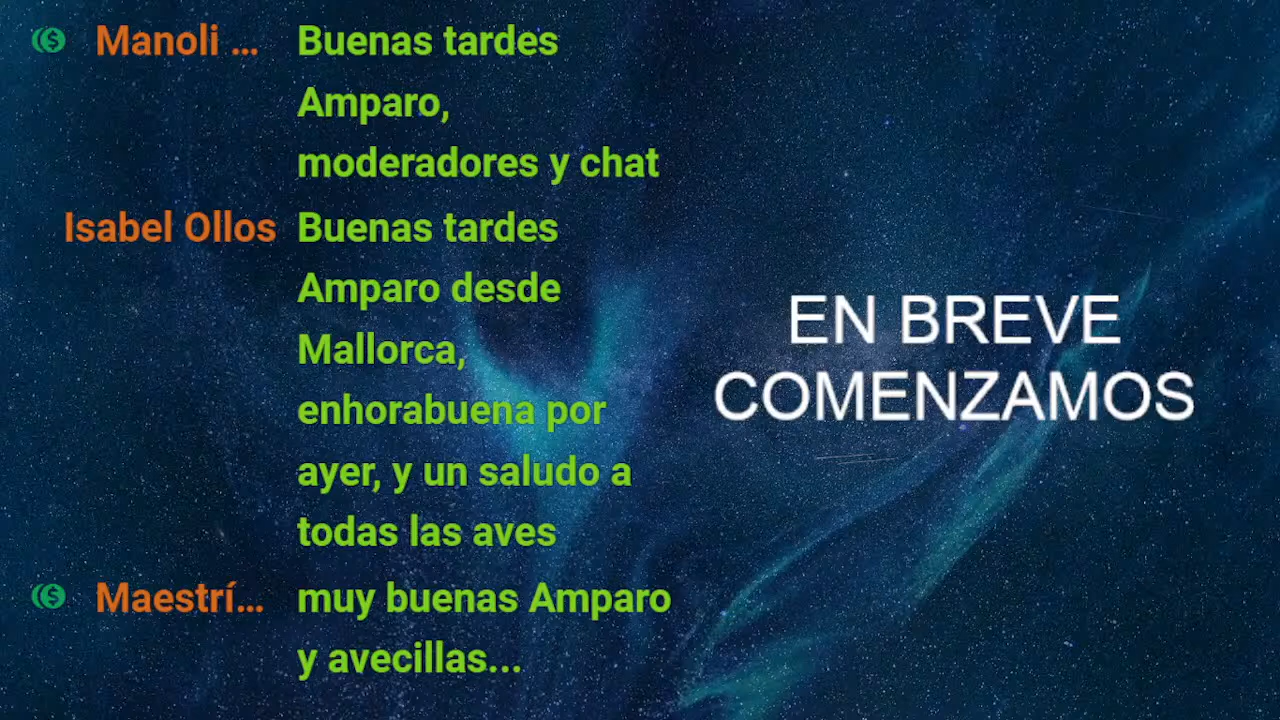 Manoli ... Buenas tardes
Amparo,
moderadores y chat
Isabel Ollos Buenas tardes
Amparo desde
Mallorca,
enhorabuena por
ayer, y un saludo a
todas las aves
Maestrí... muy buenas Amparo
y avecillas...
EN BREVE
COMENZAMOS